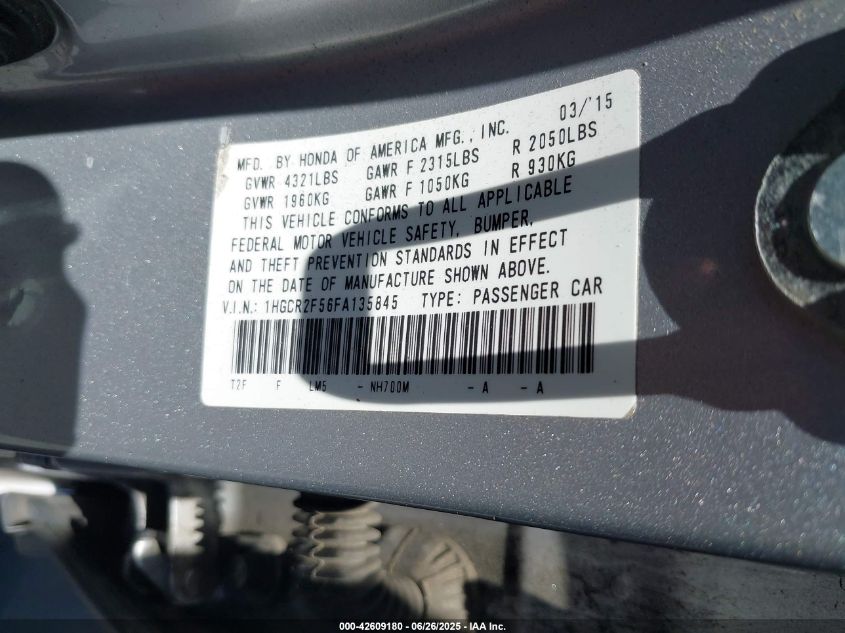 03/'15
MFD. BY HONDA OF AMERICA MFG., INC.
GVWR 4321LBS GAWR F 2315LBS R 2050LBS
GVWR 1960KG GAWR F 1050KG R 930KG
THIS VEHICLE CONFORMS TO ALL APPLICABLE
FEDERAL MOTOR VEHICLE SAFETY, BUMPER,
AND THEFT PREVENTION STANDARDS IN EFFECT
ON THE DATE OF MANUFACTURE SHOWN ABOVE.
V.I.N.: 1HGCR2F56FA135845 TYPE: PASSENGER CAR
T2F F LM5 - NH700M - A - A
000-42609180 - 06/26/2025 - IAA Inc.